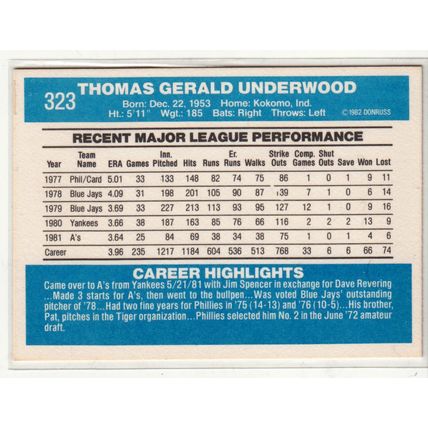 323
THOMAS GERALD UNDERWOOD
Born: Dec. 22, 1953 Home: Kokomo, Ind.
Ht.: 5'11" Wgt.: 185 Bats: Right Throws: Left
©1982 DONRUSS
RECENT MAJOR LEAGUE PERFORMANCE
Year Team Name ERA Games Inn. Pitched Hits Runs Er. Runs Walks Strike Outs Comp. Games Shut Outs Save Won Lost
1977 Phil/Card 5.01 33 133 148 82 74 75 86 1 0 1 9 11
1978 Blue Jays 4.09 31 198 201 105 90 87 139 7 1 0 6 14
1979 Blue Jays 3.69 33 227 213 104 93 95 127 12 1 0 9 16
1980 Yankees 3.66 38 187 163 85 76 66 116 2 2 2 13 9
1981 A's 3.64 25 84 69 38 34 38 75 1 0 1 4 6
Career 3.96 235 1217 1184 604 536 513 768 33 6 6 66 74
CAREER HIGHLIGHTS
Came over to A's from Yankees 5/21/81 with Jim Spencer in exchange for Dave Revering
...Made 3 starts for A's, then went to the bullpen...Was voted Blue Jays' outstanding
pitcher of '78...Had two fine years for Phillies in '75 (14-13) and '76 (10-5)...His brother,
Pat, pitches in the Tiger organization...Phillies selected him No. 2 in the June '72 amateur
draft.